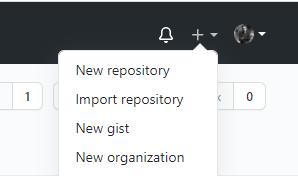 New repository
1
Import repository
0
New gist
New organization